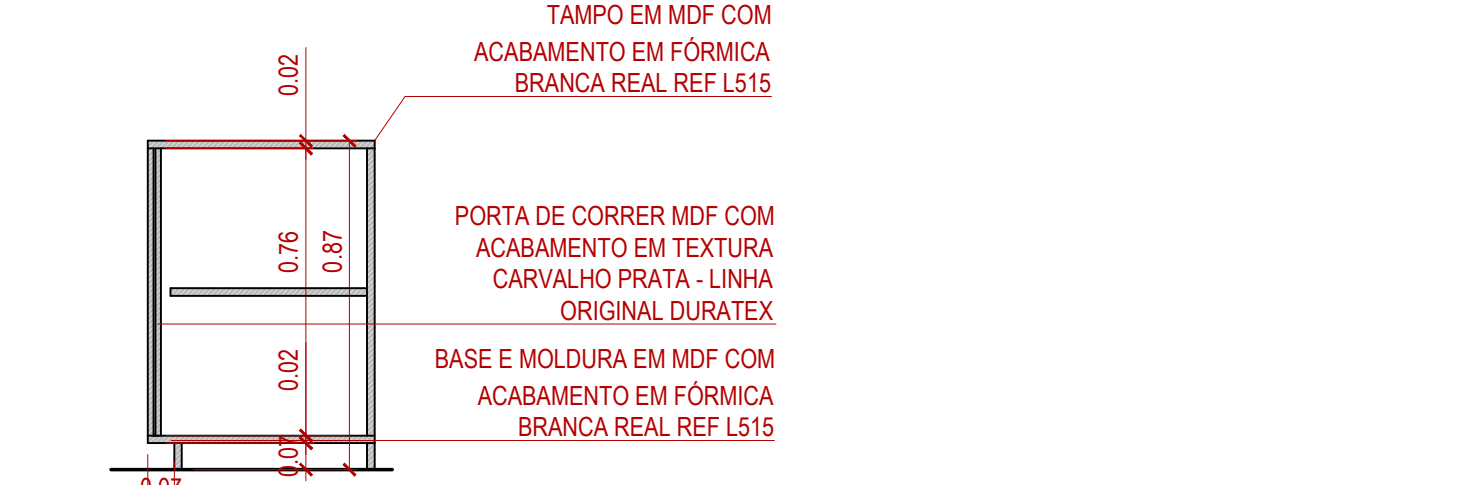 TAMPO EM MDF COM
ACABAMENTO EM FÓRMICA
BRANCA REAL REF L515
0.02
0.76
0.87
PORTA DE CORRER MDF COM
ACABAMENTO EM TEXTURA
CARVALHO PRATA - LINHA
ORIGINAL DURATEX
0.02
BASE E MOLDURA EM MDF COM
ACABAMENTO EM FÓRMICA
BRANCA REAL REF L515
0.07
0.07